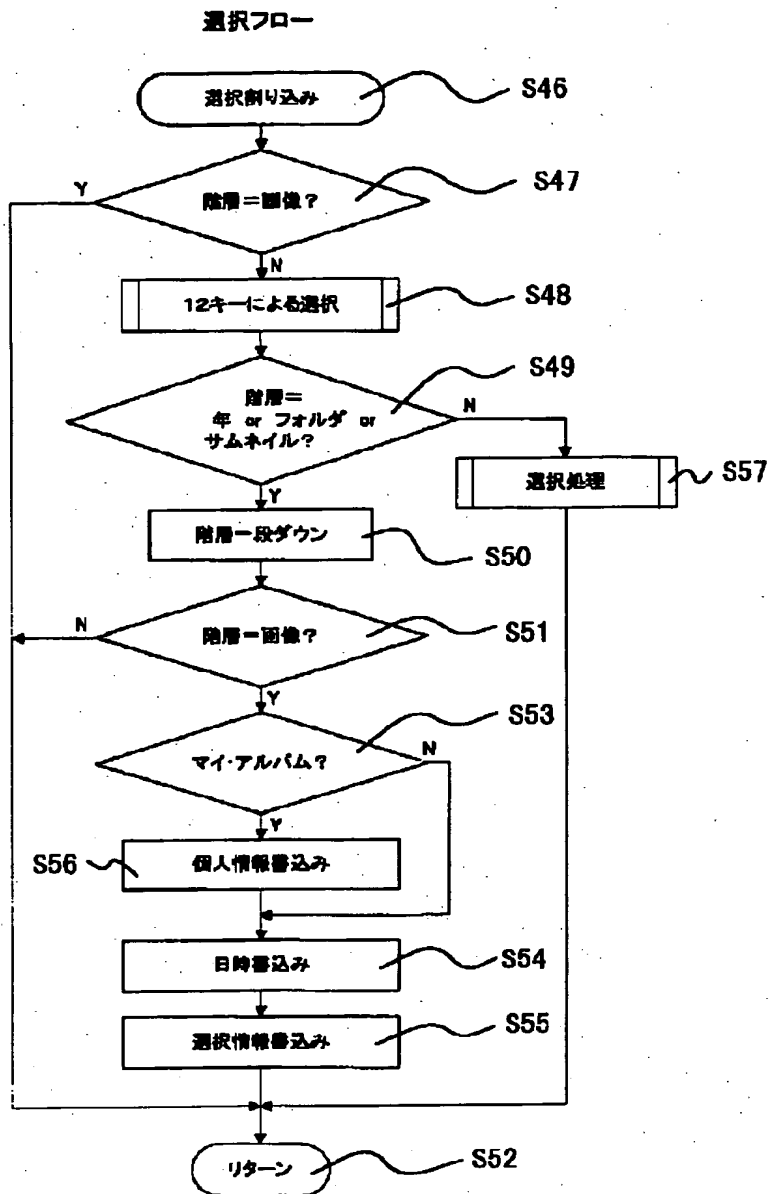 選択フロー
選択割り込み
S46
階層=画像?
S47
Y
N
12キーによる選択
S48
階層=
年 or フォルダ or
サムネイル?
S49
N
Y
選択処理
S57
階層一段ダウン
S50
階層=画像?
S51
N
Y
マイ・アルバム?
S53
N
Y
個人情報書込み
S56
日時書込み
S54
選択情報書込み
S55
リターン
S52